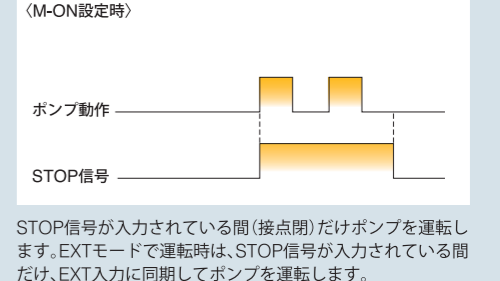 〈M-ON設定時〉
ポンプ動作
STOP信号
STOP信号が入力されている間(接点閉)だけポンプを運転し
ます。EXTモードで運転時は、STOP信号が入力されている間
だけ、EXT入力に同期してポンプを運転します。